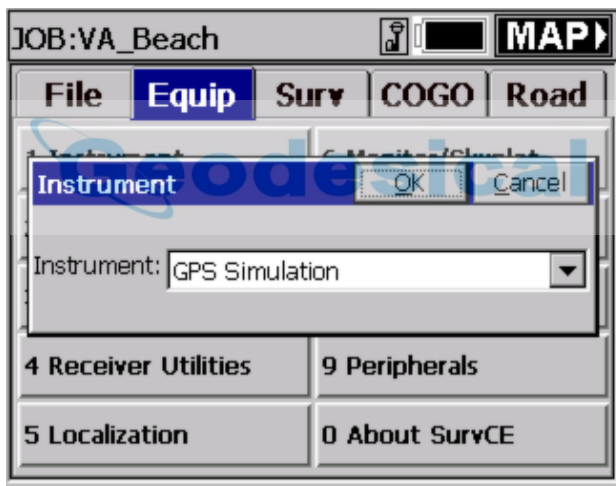 JOB:VA_Beach
MAP
File Equip Surv COGO Road
Geodesical
Instrument OK Cancel
Instrument: GPS Simulation
4 Receiver Utilities 9 Peripherals
5 Localization 0 About SurvCE